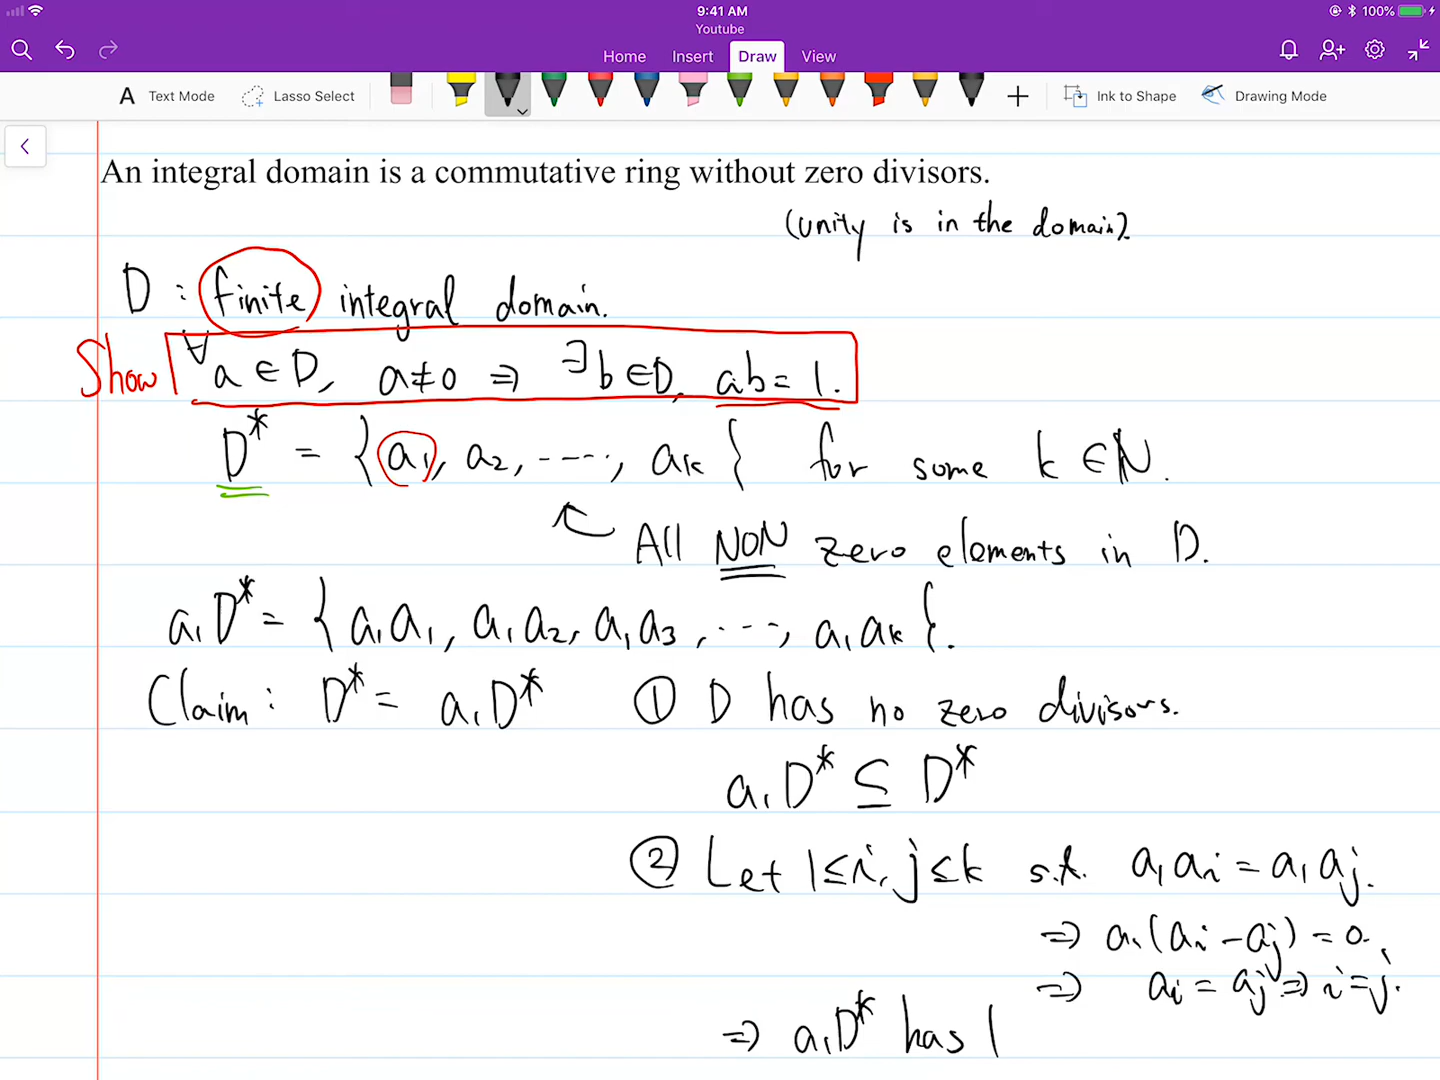 9:41 AM
100%
Youtube
Home Insert Draw View
A Text Mode Lasso Select Ink to Shape Drawing Mode
An integral domain is a commutative ring without zero divisors.
(unity is in the domain)
D : finite integral domain.
Show ∀a ∈ D, a ≠ 0 ⇒ ∃b ∈ D, ab = 1.
D* = {a₁, a₂, ----, aₖ} for some k ∈ ℕ.
All NON zero elements in D.
a₁D* = {a₁a₁, a₁a₂, a₁a₃, ..., a₁aₖ}.
Claim : D* = a₁D* ① D has no zero divisors.
a₁D* ⊆ D*
② Let 1≤i, j≤k s.t. a₁aᵢ = a₁aⱼ.
⇒ a₁(aᵢ - aⱼ) = 0.
⇒ aᵢ = aⱼ ⇒ i=j.
⇒ a₁D* has